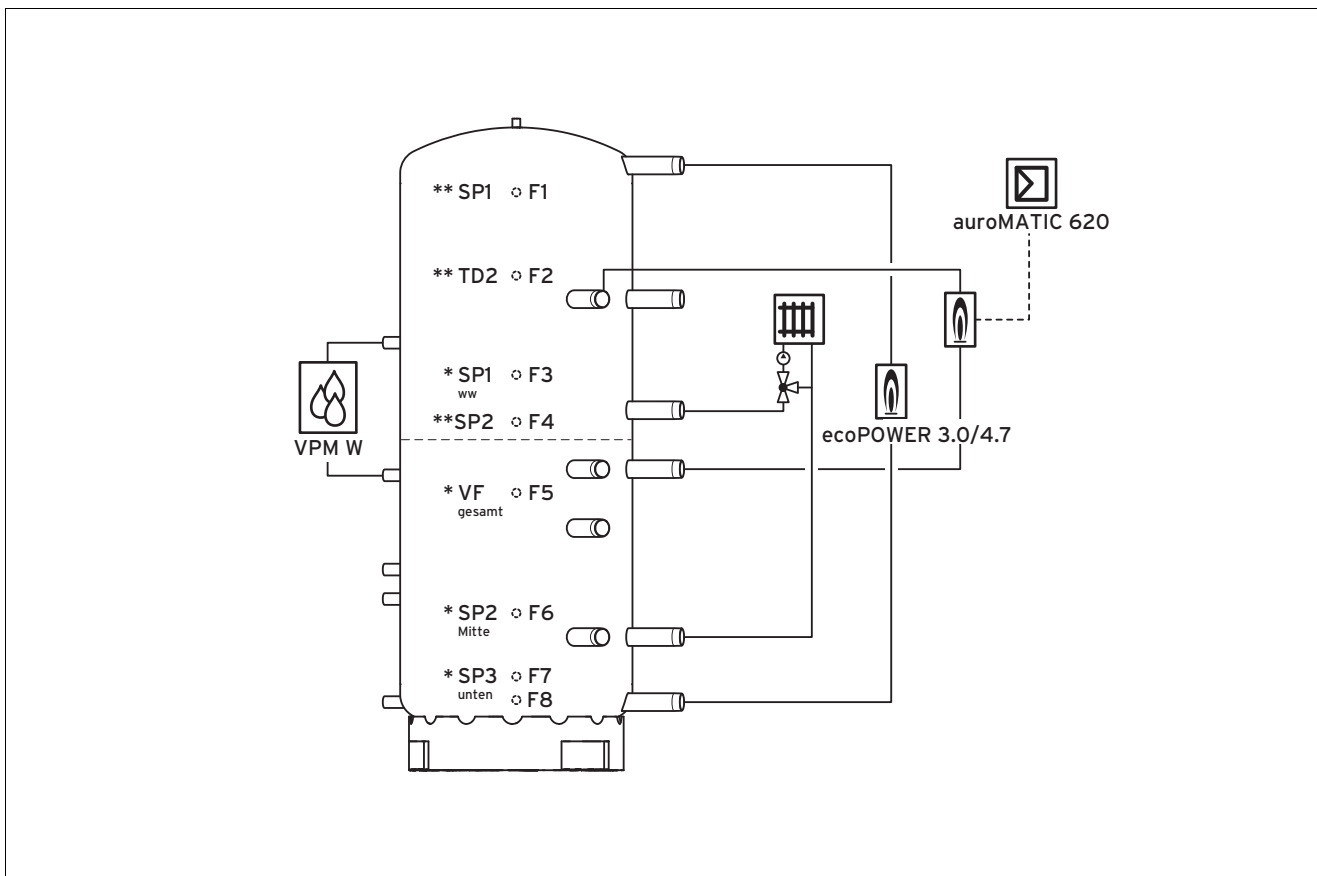 ** SP1 F1
auroMATIC 620
** TD2 F2
* SP1 F3
ww
**SP2 F4
ecoPOWER 3.0/4.7
VPM W
* VF F5
gesamt
* SP2 F6
Mitte
* SP3 F7
unten
F8